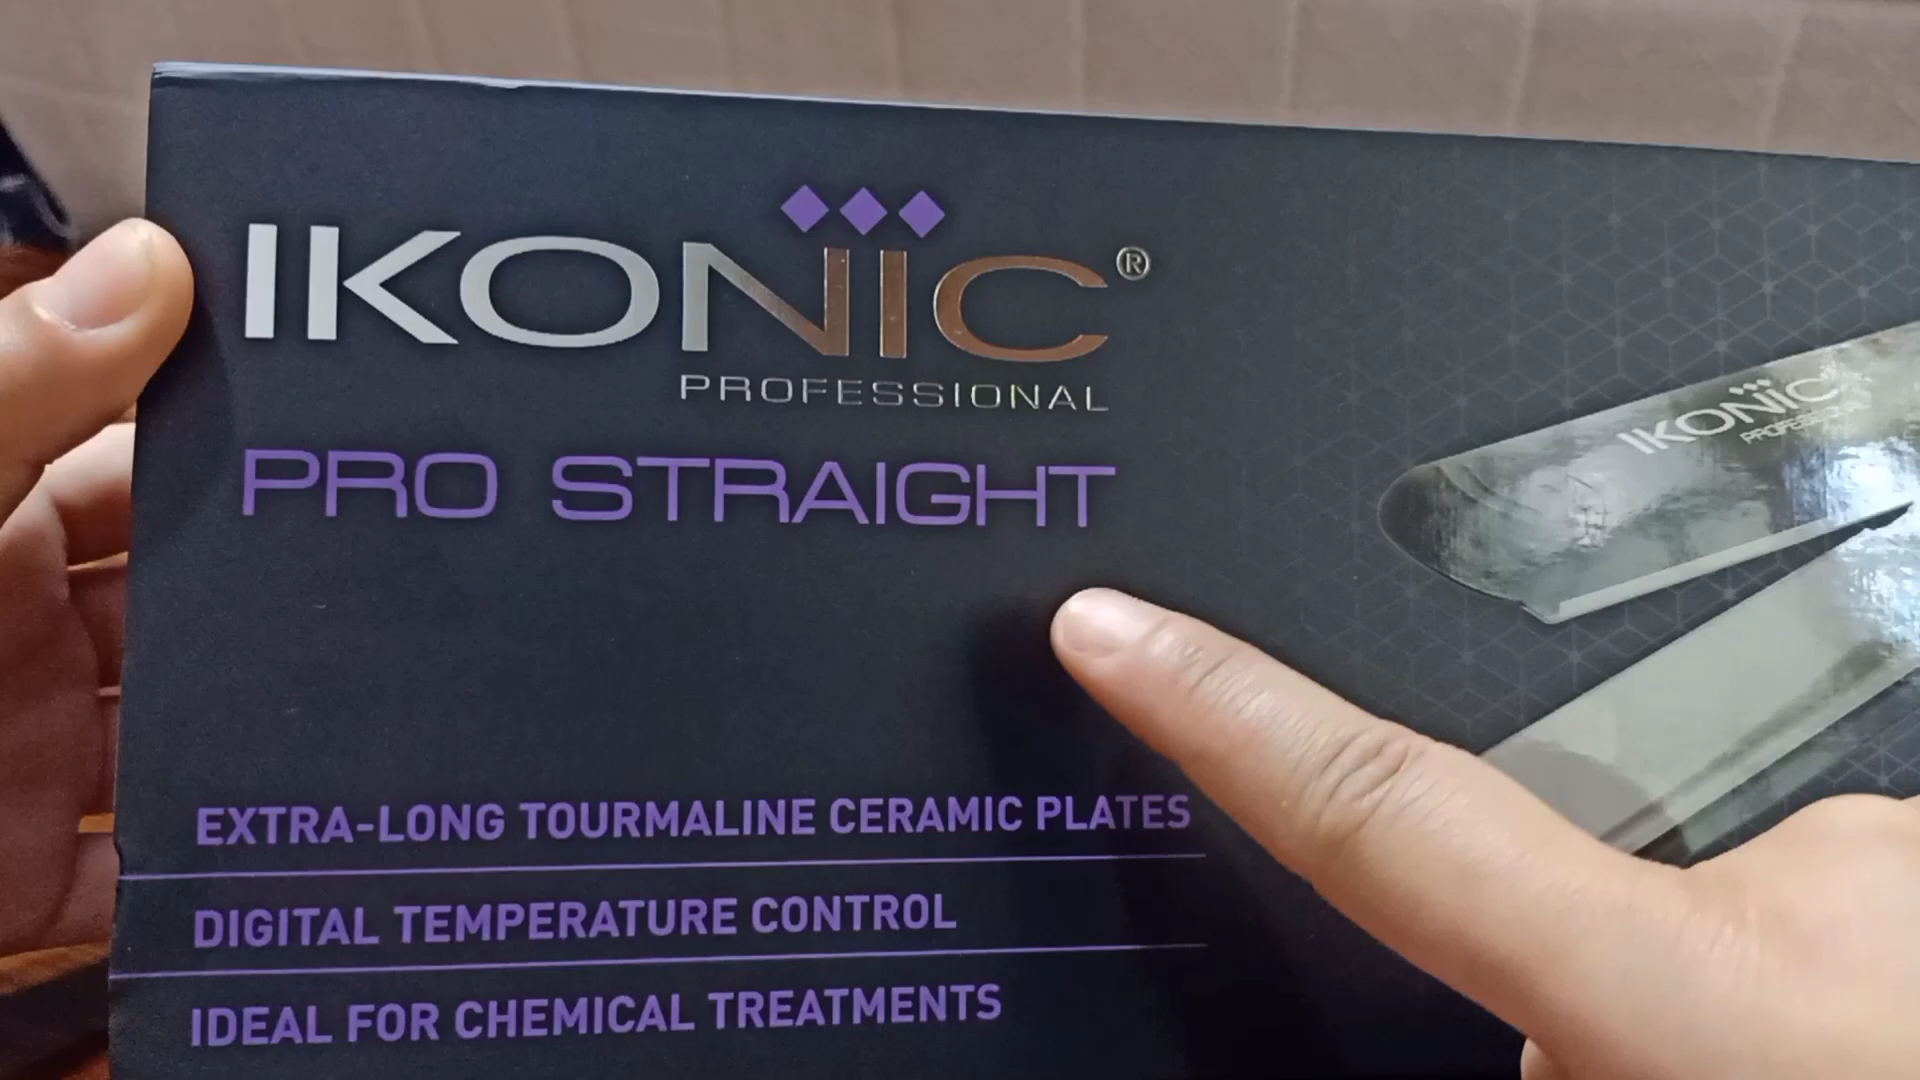 IKONIC®
PROFESSIONAL
PRO STRAIGHT
IKONIC
PROFESSIONAL
EXTRA-LONG TOURMALINE CERAMIC PLATES
DIGITAL TEMPERATURE CONTROL
IDEAL FOR CHEMICAL TREATMENTS